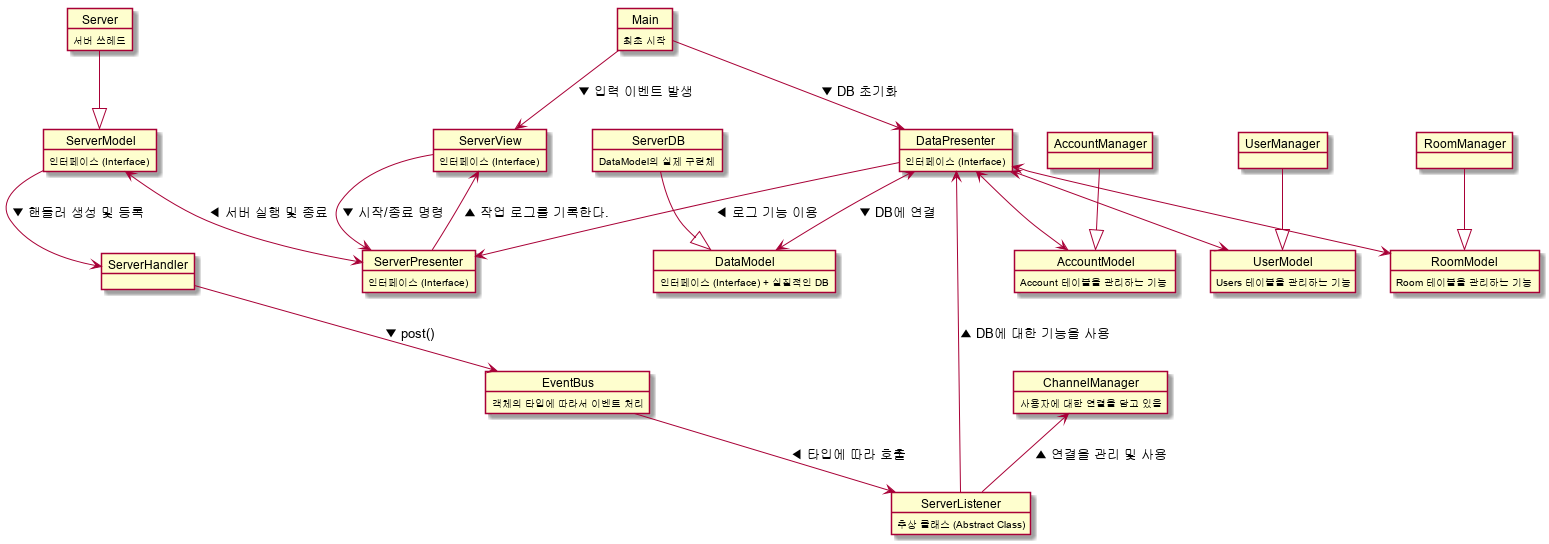 Server
서버 쓰레드
Main
최초 시작
▼ 입력 이벤트 발생
▼ DB 초기화
ServerModel
인터페이스 (Interface)
ServerView
인터페이스 (Interface)
ServerDB
DataModel의 실제 구현체
DataPresenter
인터페이스 (Interface)
AccountManager
UserManager
RoomManager
▼ 핸들러 생성 및 등록
◀ 서버 실행 및 종료
▼ 시작/종료 명령
▲ 작업 로그를 기록한다.
◀ 로그 기능 이용
▼ DB에 연결
ServerHandler
ServerPresenter
인터페이스 (Interface)
DataModel
인터페이스 (Interface) + 실질적인 DB
AccountModel
Account 테이블을 관리하는 기능
UserModel
Users 테이블을 관리하는 기능
RoomModel
Room 테이블을 관리하는 기능
▼ post()
▲ DB에 대한 기능을 사용
EventBus
객체의 타입에 따라서 이벤트 처리
ChannelManager
사용자에 대한 연결을 담고 있음
◀ 타입에 따라 호출
▲ 연결을 관리 및 사용
ServerListener
추상 클래스 (Abstract Class)